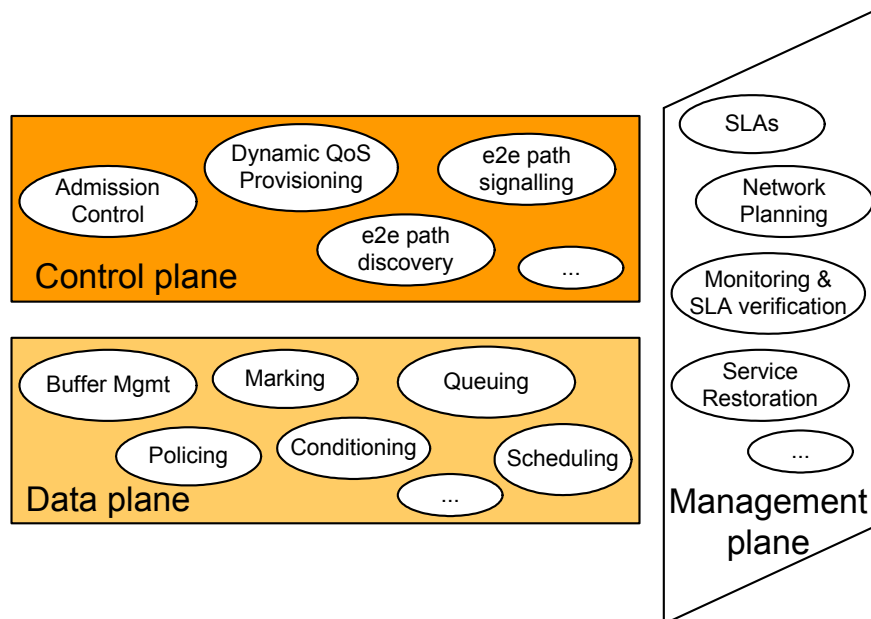 Dynamic QoS
Provisioning
e2e path
signalling
Admission
Control
e2e path
discovery
...
Control plane
Buffer Mgmt
Marking
Queuing
Policing
Conditioning
Scheduling
...
Data plane
SLAs
Network
Planning
Monitoring &
SLA verification
Service
Restoration
...
Management
plane